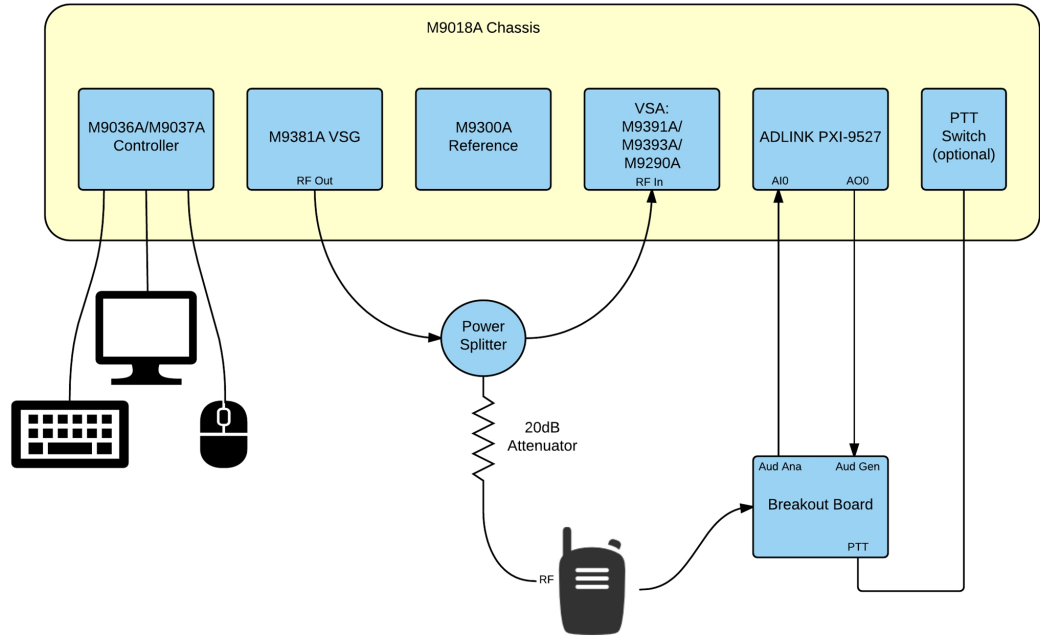 M9018A Chassis
M9036A/M9037A
Controller
M9381A VSG
RF Out
M9300A
Reference
VSA:
M9391A/
M9393A/
M9290A
RF In
ADLINK PXI-9527
AI0
AO0
PTT
Switch
(optional)
Power
Splitter
20dB
Attenuator
Aud Ana
Aud Gen
Breakout Board
PTT
RF